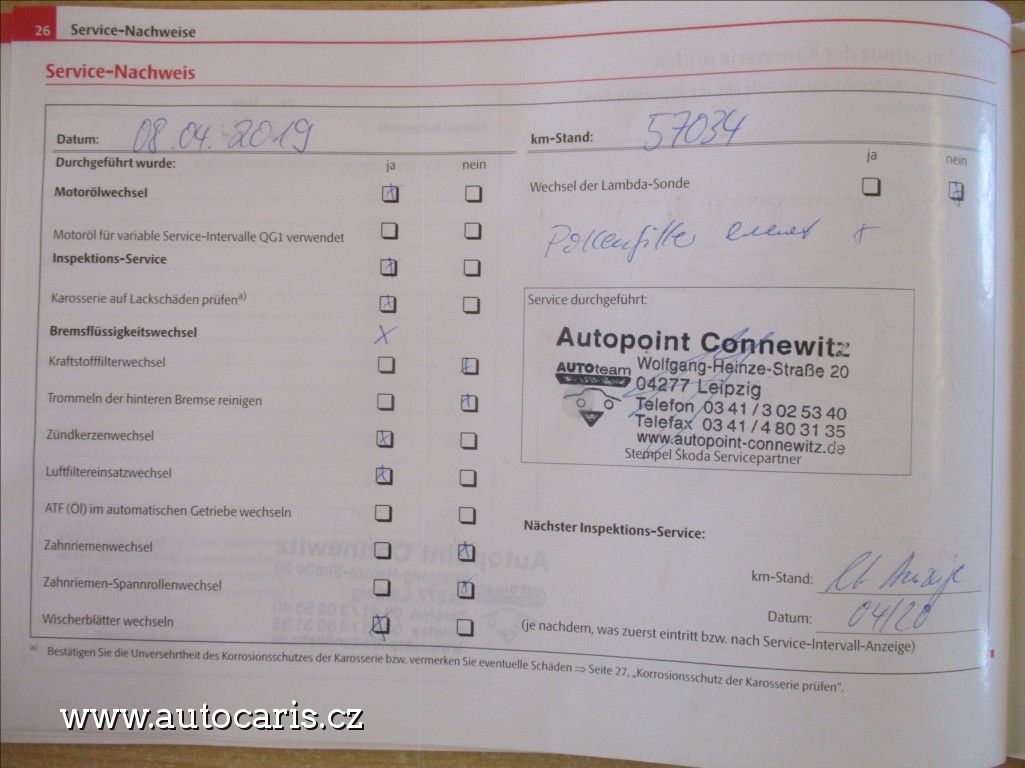 26 Service-Nachweise
Service-Nachweis
Datum: 08.04.2019
km-Stand: 57034
Durchgeführt wurde: ja nein
ja nein
Motorölwechsel
Wechsel der Lambda-Sonde
Motoröl für variable Service-Intervalle QG1 verwendet
Pollenfilter
Inspektions-Service
Karosserie auf Lackschäden prüfen a)
Bremsflüssigkeitswechsel X
Kraftstofffilterwechsel
Trommeln der hinteren Bremse reinigen
Zündkerzenwechsel
Luftfiltereinsatzwechsel
ATF (Öl) im automatischen Getriebe wechseln
Zahnriemenwechsel
Zahnriemen-Spannrollenwechsel
Wischerblätter wechseln
Service durchgeführt:
Autopoint Connewitz
AUTOteam
Wolfgang-Heinze-Straße 20
04277 Leipzig
Telefon 03 41 / 3 02 53 40
Telefax 03 41 / 4 80 31 35
www.autopoint-connewitz.de
Stempel Škoda Servicepartner
Nächster Inspektions-Service:
km-Stand: lt. Anzeige
Datum: 04/20
(je nachdem, was zuerst eintritt bzw. nach Service-Intervall-Anzeige)
a) Bestätigen Sie die Unversehrtheit des Korrosionsschutzes der Karosserie bzw. vermerken Sie eventuelle Schäden ⇒ Seite 27, „Korrosionsschutz der Karosserie prüfen“.
www.autocaris.cz